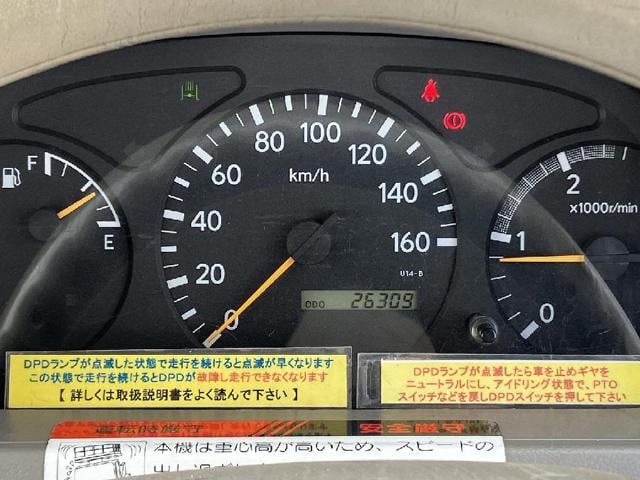 F
E
0
20
40
60
80
100
120
140
160
km/h
U14-B
ODO 26309
0
1
2
x1000r/min
DPDランプが点滅した状態で走行を続けると点滅が早くなります
この状態で走行を続けるとDPDが故障し走行できなくなります
【 詳しくは取扱説明書をよく読んで下さい 】
DPDランプが点滅したら車を止めギヤを
ニュートラルにし、アイドリング状態で、PTO
スイッチなどを戻しDPDスイッチを押して下さい
運転時厳守 安全厳守
本機は重心高が高いため、スピードの